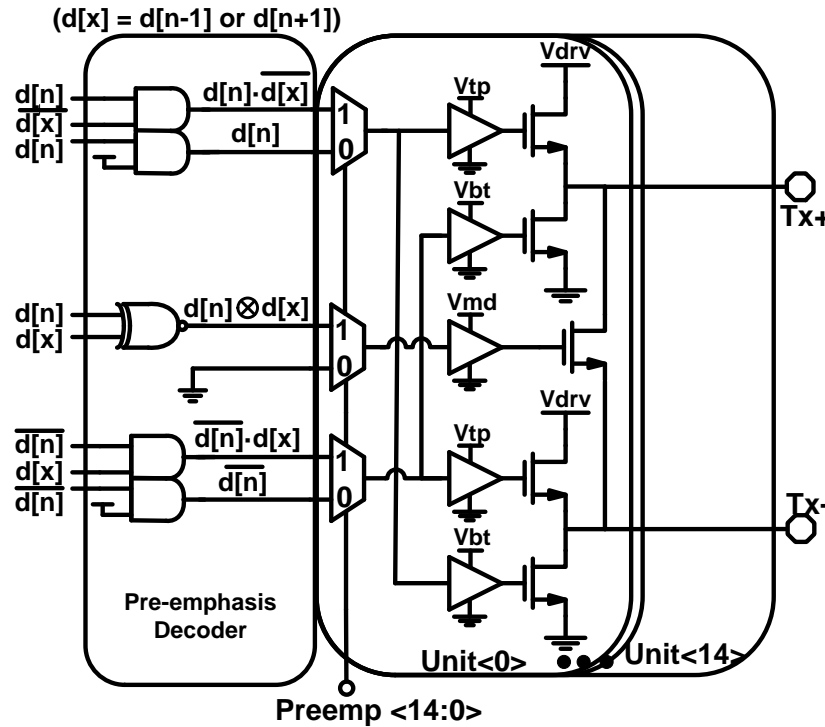 (d[x] = d[n-1] or d[n+1])
Vdrv
d[n]
d[n]·d̅[̅x̅]̅
Vtp
d̅[̅x̅]̅
1
d[n]
d[n]
0
Vbt
Tx+
d[n]
d[n]⊗d[x]
Vmd
d[x]
1
0
Vdrv
d̅[̅n̅]̅
d̅[̅n̅]̅·d[x]
Vtp
d[x]
1
d̅[̅n̅]̅
d̅[̅n̅]̅
0
Tx-
Vbt
Pre-emphasis
Decoder
Unit<0> ●●● Unit<14>
Preemp <14:0>